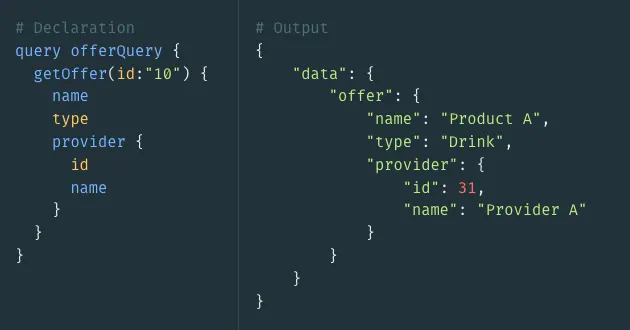 # Declaration
query offerQuery {
  getOffer(id:"10") {
    name
    type
    provider {
      id
      name
    }
  }
}
# Output
{
    "data": {
        "offer": {
            "name": "Product A",
            "type": "Drink",
            "provider": {
                "id": 31,
                "name": "Provider A"
            }
        }
    }
}